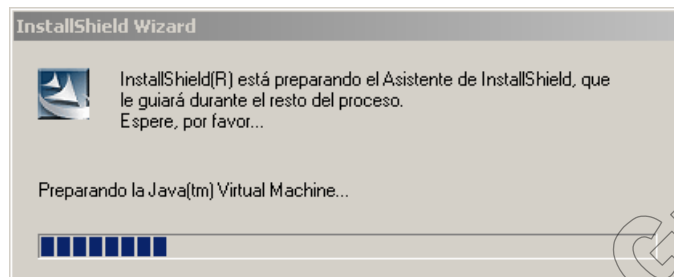 InstallShield Wizard
InstallShield(R) está preparando el Asistente de InstallShield, que
le guiará durante el resto del proceso.
Espere, por favor...
Preparando la Java(tm) Virtual Machine...